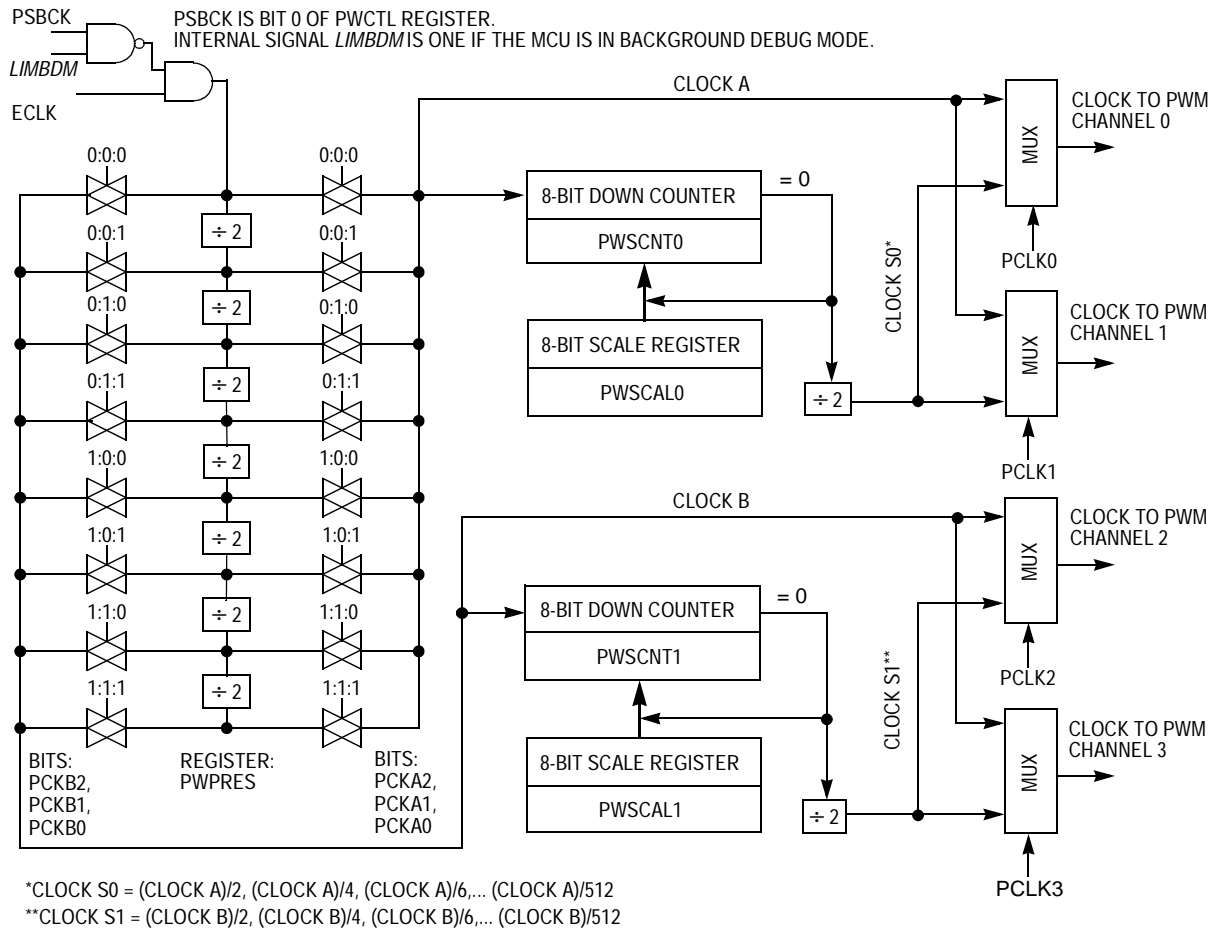 PSBCK
PSBCK IS BIT 0 OF PWCTL REGISTER.
INTERNAL SIGNAL LIMBDM IS ONE IF THE MCU IS IN BACKGROUND DEBUG MODE.
LIMBDM
ECLK
CLOCK A
MUX
CLOCK TO PWM
CHANNEL 0
PCLK0
0:0:0
0:0:0
÷ 2
0:0:1
0:0:1
÷ 2
0:1:0
0:1:0
÷ 2
0:1:1
0:1:1
÷ 2
1:0:0
1:0:0
÷ 2
1:0:1
1:0:1
÷ 2
1:1:0
1:1:0
÷ 2
1:1:1
1:1:1
8-BIT DOWN COUNTER
= 0
PWSCNT0
8-BIT SCALE REGISTER
PWSCAL0
÷ 2
CLOCK S0*
MUX
CLOCK TO PWM
CHANNEL 1
PCLK1
CLOCK B
MUX
CLOCK TO PWM
CHANNEL 2
PCLK2
8-BIT DOWN COUNTER
= 0
PWSCNT1
8-BIT SCALE REGISTER
PWSCAL1
÷ 2
CLOCK S1**
MUX
CLOCK TO PWM
CHANNEL 3
PCLK3
BITS:
PCKB2,
PCKB1,
PCKB0
REGISTER:
PWPRES
BITS:
PCKA2,
PCKA1,
PCKA0
*CLOCK S0 = (CLOCK A)/2, (CLOCK A)/4, (CLOCK A)/6,... (CLOCK A)/512
**CLOCK S1 = (CLOCK B)/2, (CLOCK B)/4, (CLOCK B)/6,... (CLOCK B)/512